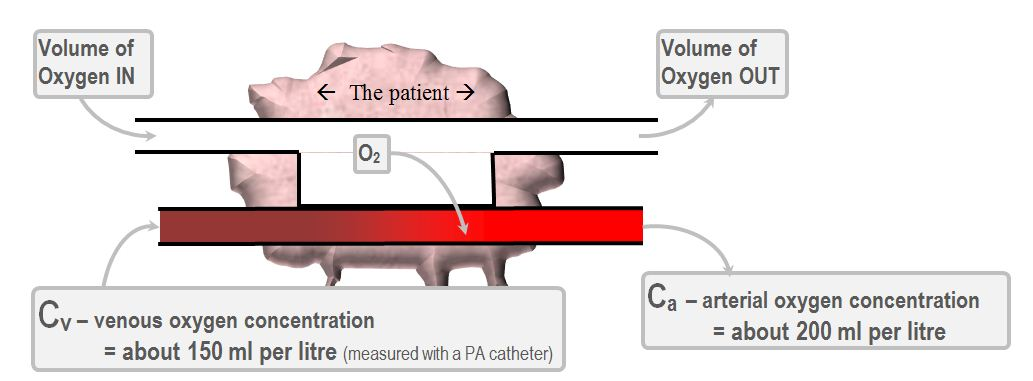 Volume of
Oxygen IN
Volume of
Oxygen OUT
← The patient →
O₂
Cᵥ – venous oxygen concentration
= about 150 ml per litre (measured with a PA catheter)
Cₐ – arterial oxygen concentration
= about 200 ml per litre